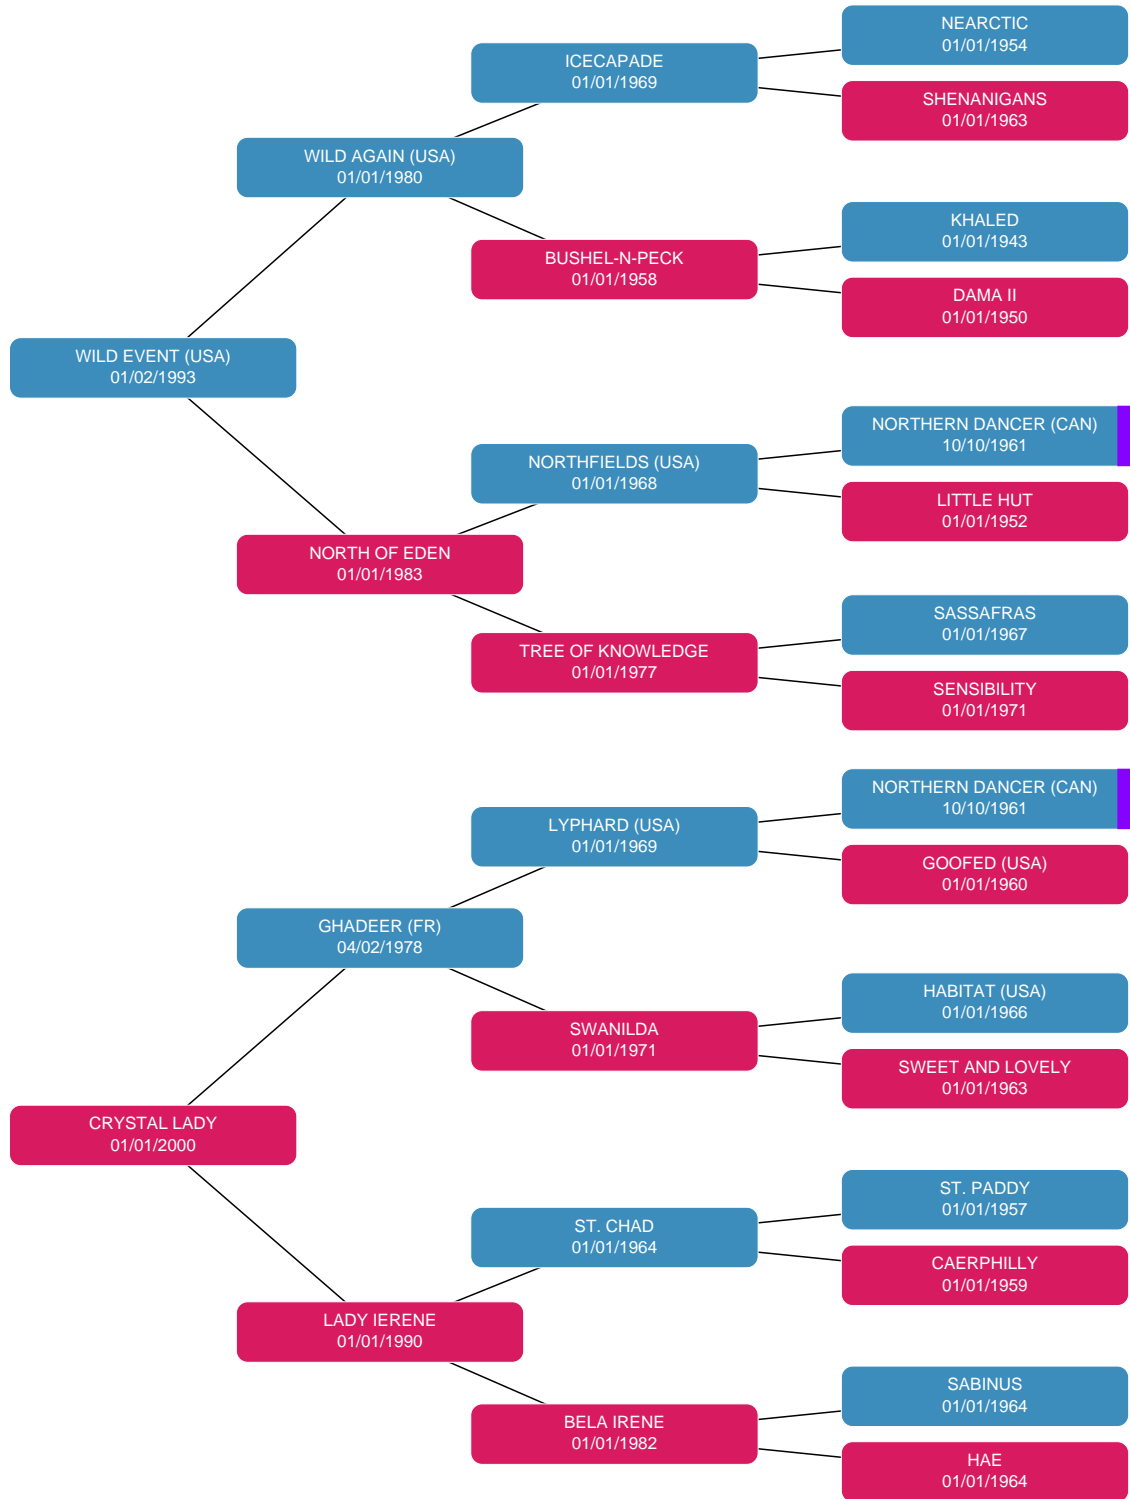 NEARCTIC
01/01/1954
ICECAPADE
01/01/1969
SHENANIGANS
01/01/1963
WILD AGAIN (USA)
01/01/1980
KHALED
01/01/1943
BUSHEL-N-PECK
01/01/1958
DAMA II
01/01/1950
WILD EVENT (USA)
01/02/1993
NORTHERN DANCER (CAN)
10/10/1961
NORTHFIELDS (USA)
01/01/1968
LITTLE HUT
01/01/1952
NORTH OF EDEN
01/01/1983
SASSAFRAS
01/01/1967
TREE OF KNOWLEDGE
01/01/1977
SENSIBILITY
01/01/1971
NORTHERN DANCER (CAN)
10/10/1961
LYPHARD (USA)
01/01/1969
GOOFED (USA)
01/01/1960
GHADEER (FR)
04/02/1978
HABITAT (USA)
01/01/1966
SWANILDA
01/01/1971
SWEET AND LOVELY
01/01/1963
CRYSTAL LADY
01/01/2000
ST. PADDY
01/01/1957
ST. CHAD
01/01/1964
CAERPHILLY
01/01/1959
LADY IERENE
01/01/1990
SABINUS
01/01/1964
BELA IRENE
01/01/1982
HAE
01/01/1964